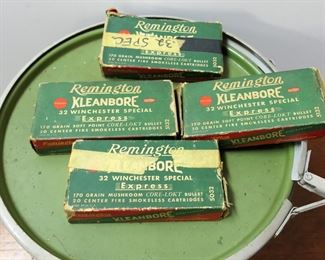 Remington
32 SPEC.
Express
170 GRAIN MUSHROOM CORE-LOKT BULLET
20 CENTER FIRE SMOKELESS CARTRIDGES
5032
Remington
KLEANBORE
32 WINCHESTER SPECIAL
Express
170 GRAIN SOFT POINT CORE-LOKT BULLET
20 CENTER FIRE SMOKELESS CARTRIDGES
Remington
KLEANBORE
32 WINCHESTER SPECIAL
Express
170 GRAIN SOFT POINT CORE-LOKT BULLET
20 CENTER FIRE SMOKELESS CARTRIDGES
Remington
KLEANBORE
32 WINCHESTER SPECIAL
Express
170 GRAIN MUSHROOM CORE-LOKT BULLET
20 CENTER FIRE SMOKELESS CARTRIDGES
5032